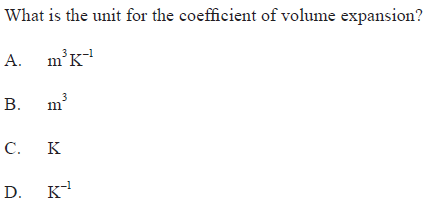 What is the unit for the coefficient of volume expansion?
A. m³K⁻¹
B. m³
C. K
D. K⁻¹